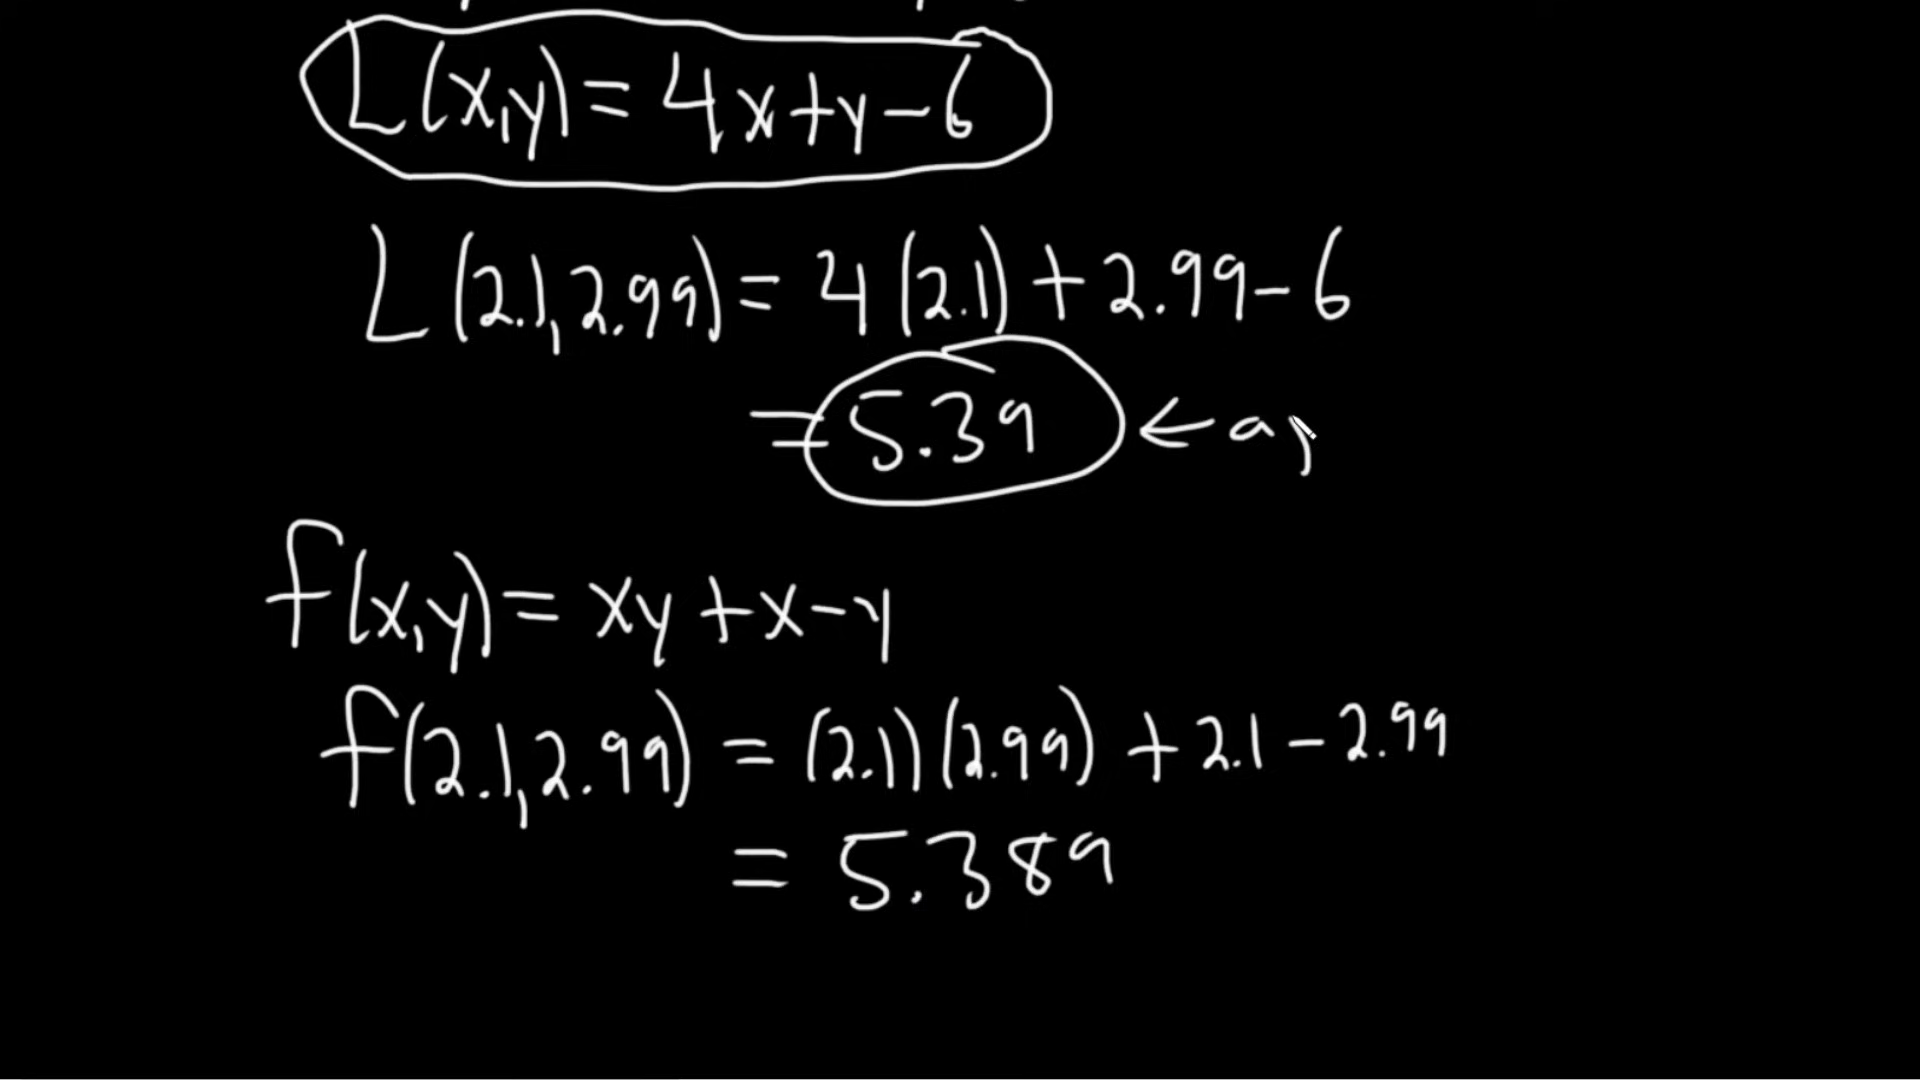 L(x,y) = 4x+y-6
L(2.1,2.99) = 4(2.1)+2.99-6
= 5.39 ← ap
f(x,y) = xy+x-y
f(2.1,2.99) = (2.1)(2.99)+2.1-2.99
= 5.389